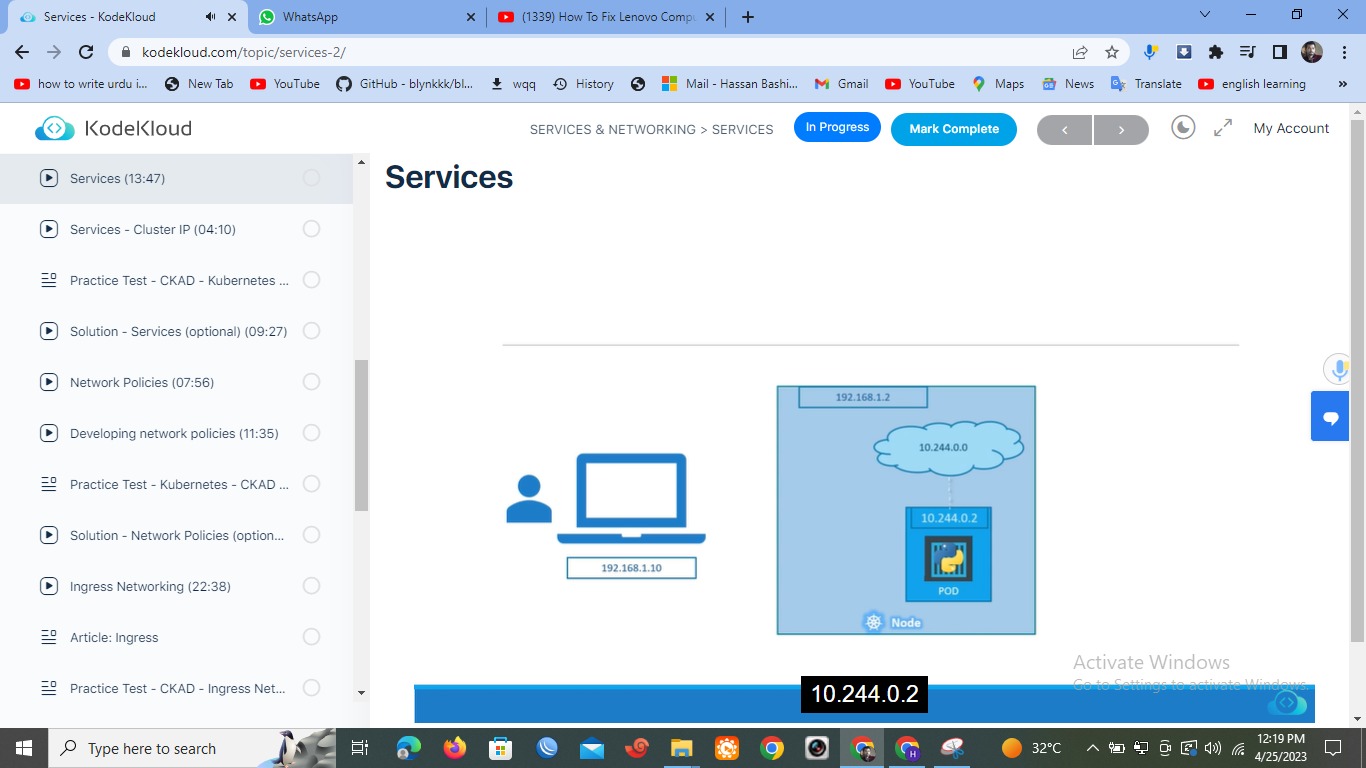 Services - KodeKloud
WhatsApp
(1339) How To Fix Lenovo Compu
kodekloud.com/topic/services-2/
how to write urdu i...
New Tab
YouTube
GitHub - blynkkk/bl...
wqq
History
Mail - Hassan Bashi...
Gmail
YouTube
Maps
News
Translate
english learning
»
KodeKloud
SERVICES & NETWORKING > SERVICES
In Progress
Mark Complete
<
>
My Account
Services (13:47)
Services - Cluster IP (04:10)
Practice Test - CKAD - Kubernetes ...
Solution - Services (optional) (09:27)
Network Policies (07:56)
Developing network policies (11:35)
Practice Test - Kubernetes - CKAD ...
Solution - Network Policies (option...
Ingress Networking (22:38)
Article: Ingress
Practice Test - CKAD - Ingress Net...
Services
192.168.1.2
10.244.0.0
10.244.0.2
POD
Node
192.168.1.10
Activate Windows
Go to Settings to activate Windows.
10.244.0.2
Type here to search
32°C
12:19 PM
4/25/2023